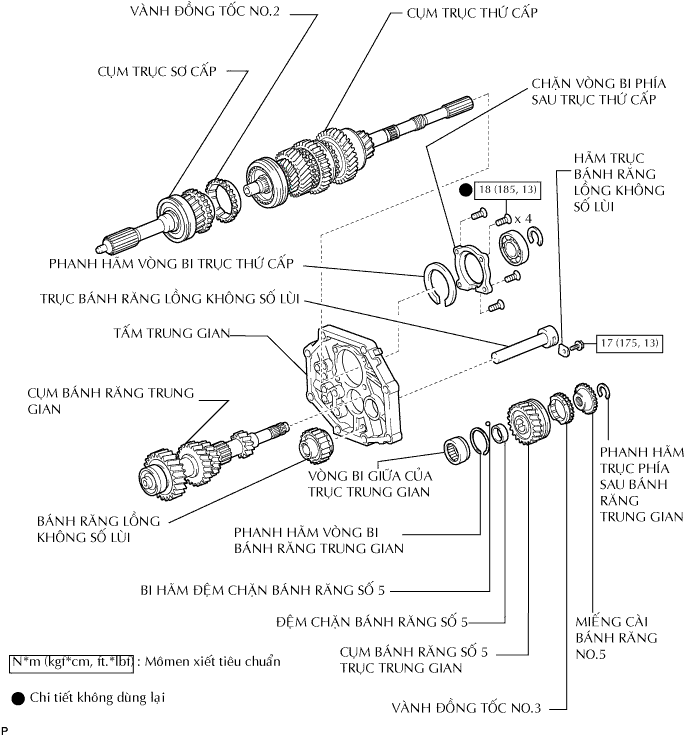 VÀNH ĐỒNG TỐC NO.2
CỤM TRỤC THỨ CẤP
CỤM TRỤC SƠ CẤP
CHẶN VÒNG BI PHÍA
SAU TRỤC THỨ CẤP
HÃM TRỤC
BÁNH RĂNG
LỒNG KHÔNG
SỐ LÙI
18 (185, 13)
x 4
PHANH HÃM VÒNG BI TRỤC THỨ CẤP
TRỤC BÁNH RĂNG LỒNG KHÔNG SỐ LÙI
TẤM TRUNG GIAN
17 (175, 13)
CỤM BÁNH RĂNG TRUNG
GIAN
PHANH HÃM
TRỤC PHÍA
SAU BÁNH
RĂNG
TRUNG GIAN
VÒNG BI GIỮA CỦA
TRỤC TRUNG GIAN
BÁNH RĂNG LỒNG
KHÔNG SỐ LÙI
PHANH HÃM VÒNG BI
BÁNH RĂNG TRUNG GIAN
BI HÃM ĐỆM CHẶN BÁNH RĂNG SỐ 5
ĐỆM CHẶN BÁNH RĂNG SỐ 5
MIẾNG CÀI
BÁNH RĂNG
NO.5
CỤM BÁNH RĂNG SỐ 5
TRỤC TRUNG GIAN
N*m (kgf*cm, ft.*lbf) : Mômen xiết tiêu chuẩn
Chi tiết không dùng lại
VÀNH ĐỒNG TỐC NO.3
P